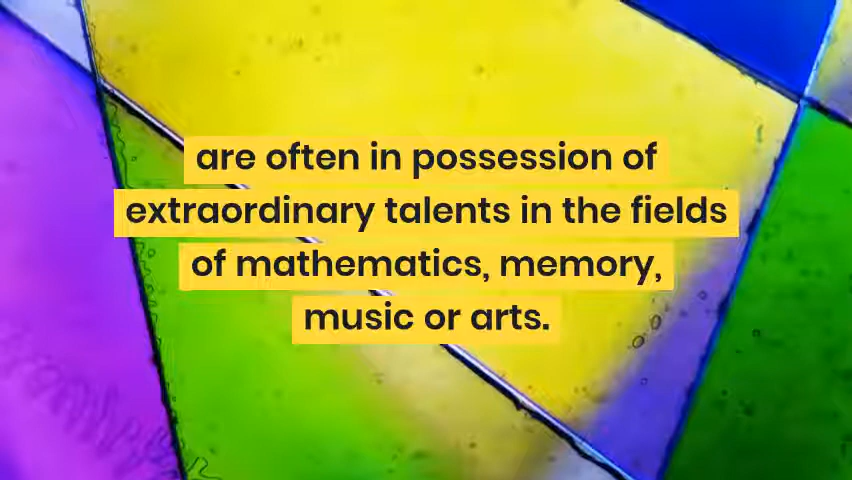 are often in possession of
extraordinary talents in the fields
of mathematics, memory,
music or arts.